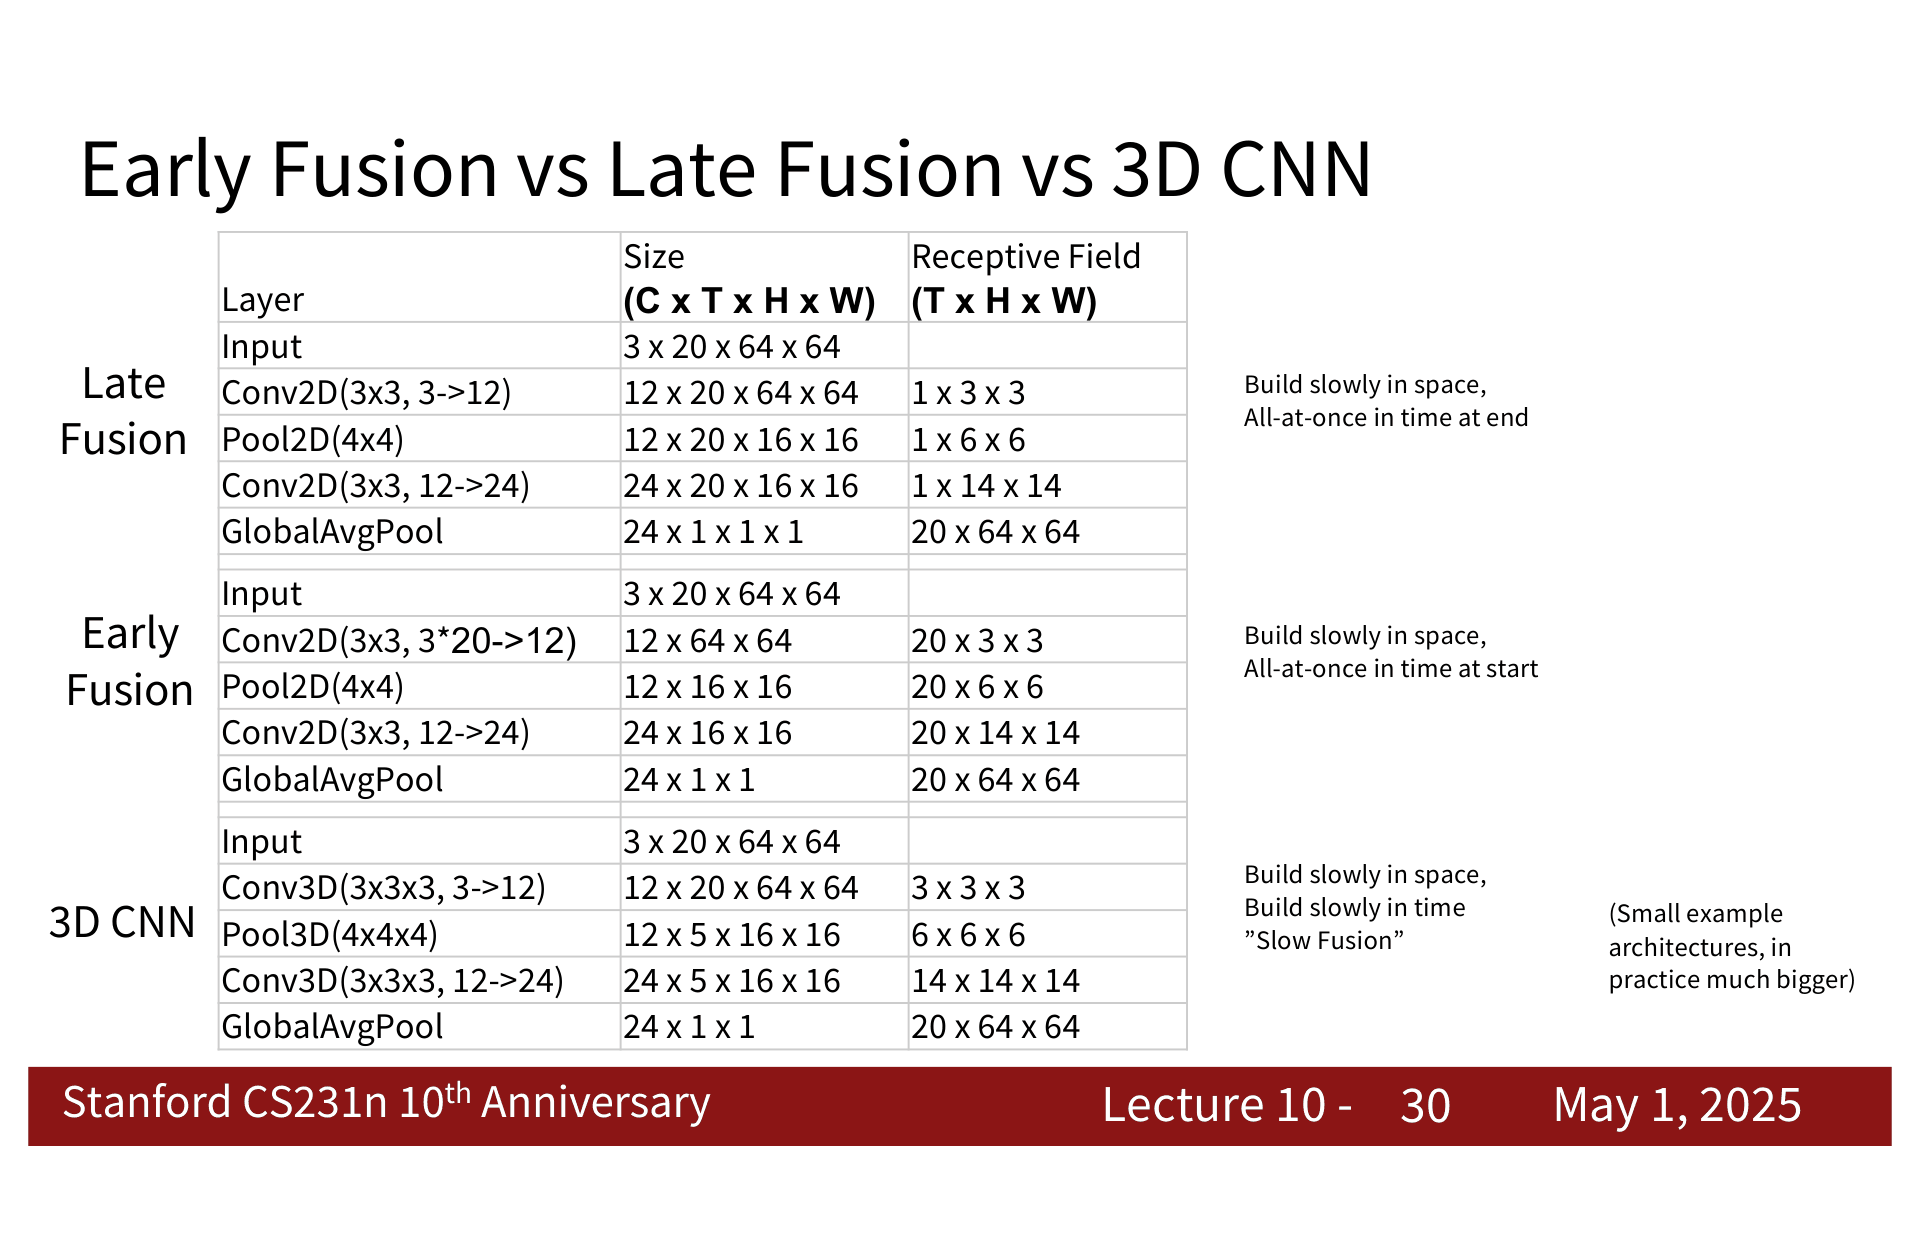 Early Fusion vs Late Fusion vs 3D CNN
Layer Size (C x T x H x W) Receptive Field (T x H x W)
Late Fusion
Input 3 x 20 x 64 x 64
Conv2D(3x3, 3->12) 12 x 20 x 64 x 64 1 x 3 x 3
Pool2D(4x4) 12 x 20 x 16 x 16 1 x 6 x 6
Conv2D(3x3, 12->24) 24 x 20 x 16 x 16 1 x 14 x 14
GlobalAvgPool 24 x 1 x 1 x 1 20 x 64 x 64
Build slowly in space,
All-at-once in time at end
Early Fusion
Input 3 x 20 x 64 x 64
Conv2D(3x3, 3*20->12) 12 x 64 x 64 20 x 3 x 3
Pool2D(4x4) 12 x 16 x 16 20 x 6 x 6
Conv2D(3x3, 12->24) 24 x 16 x 16 20 x 14 x 14
GlobalAvgPool 24 x 1 x 1 20 x 64 x 64
Build slowly in space,
All-at-once in time at start
3D CNN
Input 3 x 20 x 64 x 64
Conv3D(3x3x3, 3->12) 12 x 20 x 64 x 64 3 x 3 x 3
Pool3D(4x4x4) 12 x 5 x 16 x 16 6 x 6 x 6
Conv3D(3x3x3, 12->24) 24 x 5 x 16 x 16 14 x 14 x 14
GlobalAvgPool 24 x 1 x 1 20 x 64 x 64
Build slowly in space,
Build slowly in time
”Slow Fusion”
(Small example
architectures, in
practice much bigger)
Stanford CS231n 10th Anniversary Lecture 10 - 30 May 1, 2025